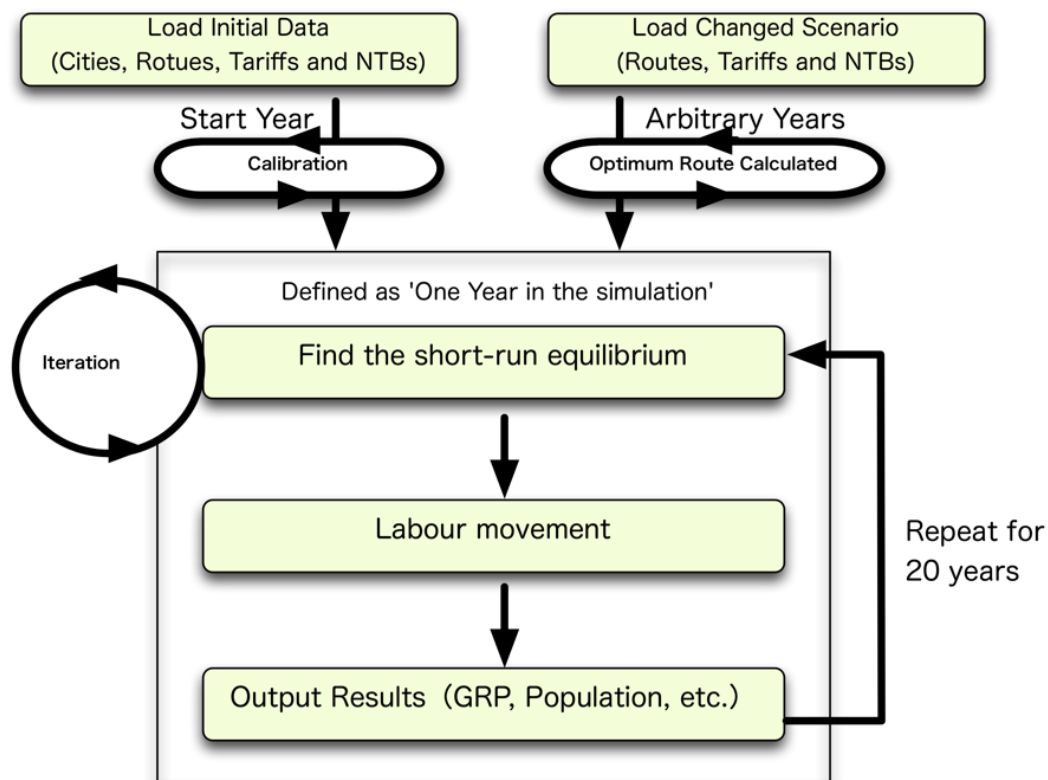 Load Initial Data
(Cities, Rotues, Tariffs and NTBs)
Load Changed Scenario
(Routes, Tariffs and NTBs)
Start Year
Arbitrary Years
Calibration
Optimum Route Calculated
Defined as 'One Year in the simulation'
Iteration
Find the short-run equilibrium
Labour movement
Repeat for
20 years
Output Results（GRP, Population, etc.）